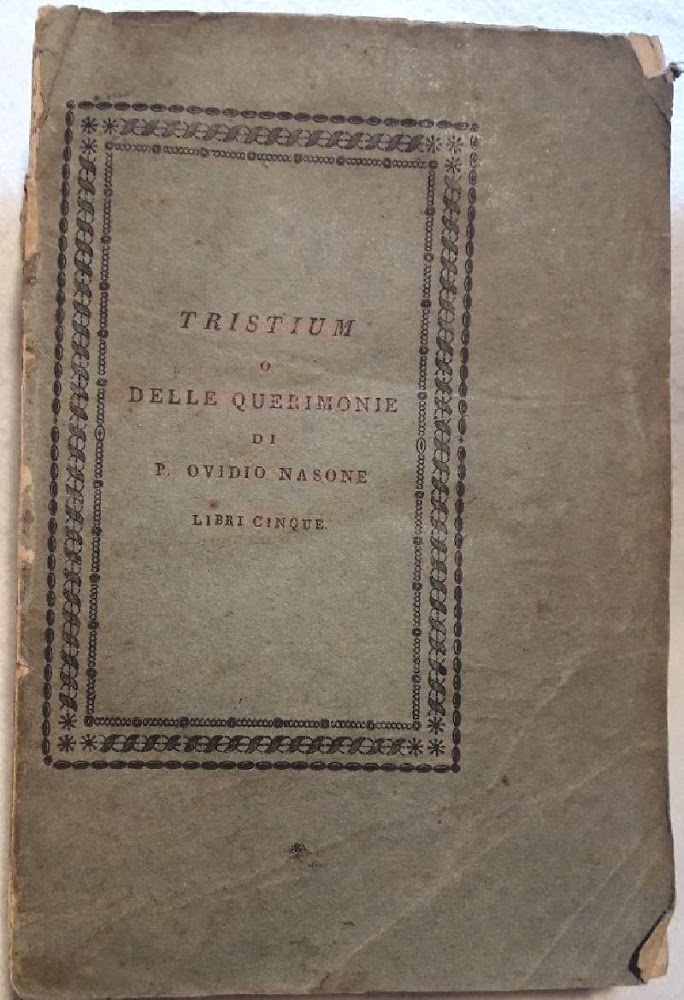 TRISTIUM
O
DELLE QUERIMONIE
DI
P. OVIDIO NASONE
LIBRI CINQUE.